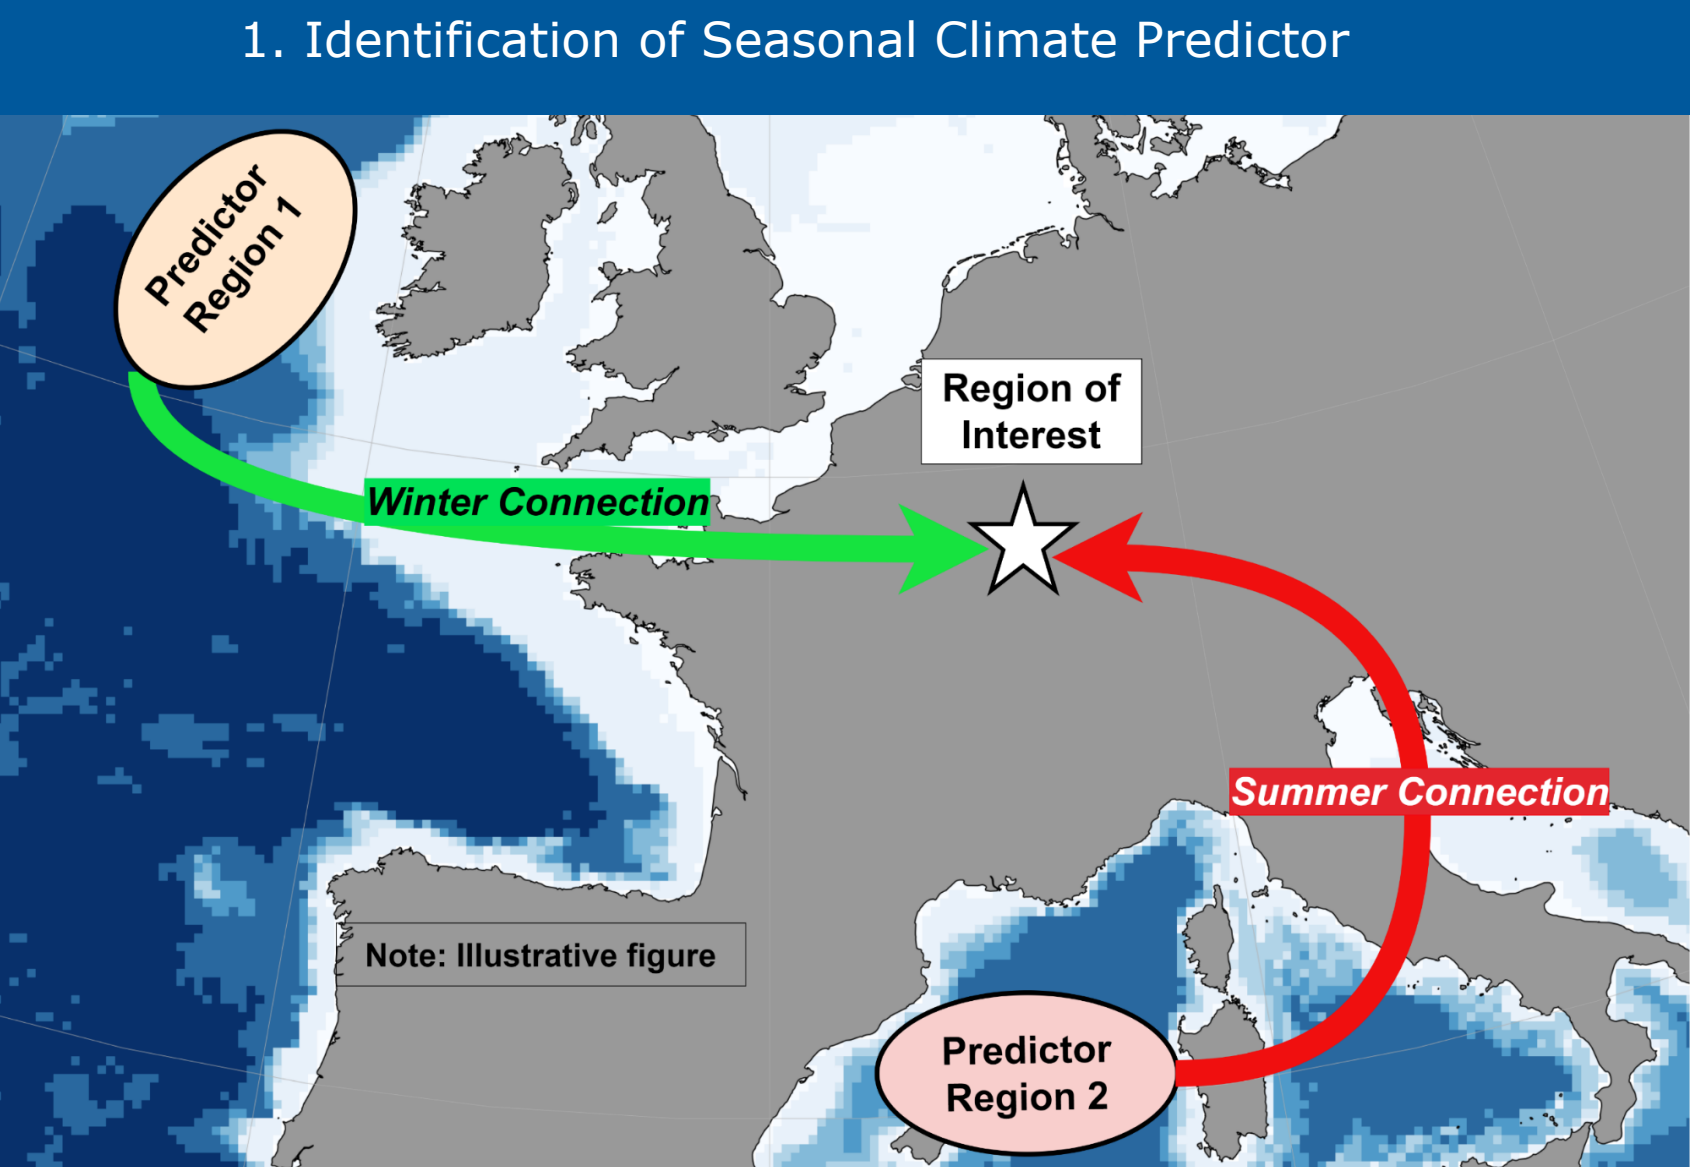 1. Identification of Seasonal Climate Predictor
Predictor
Region 1
Region of
Interest
Winter Connection
Summer Connection
Note: Illustrative figure
Predictor
Region 2